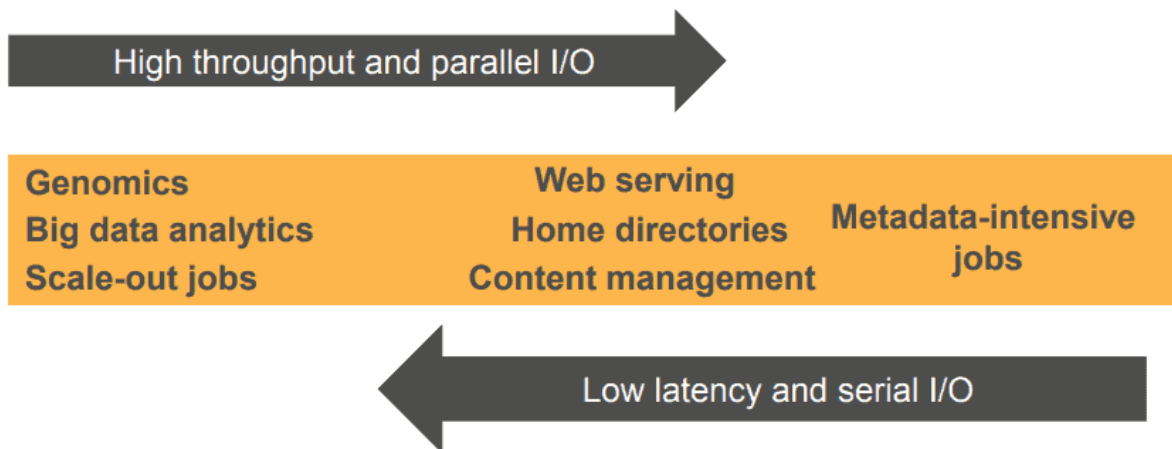 High throughput and parallel I/O
Genomics
Big data analytics
Scale-out jobs
Web serving
Home directories
Content management
Metadata-intensive
jobs
Low latency and serial I/O